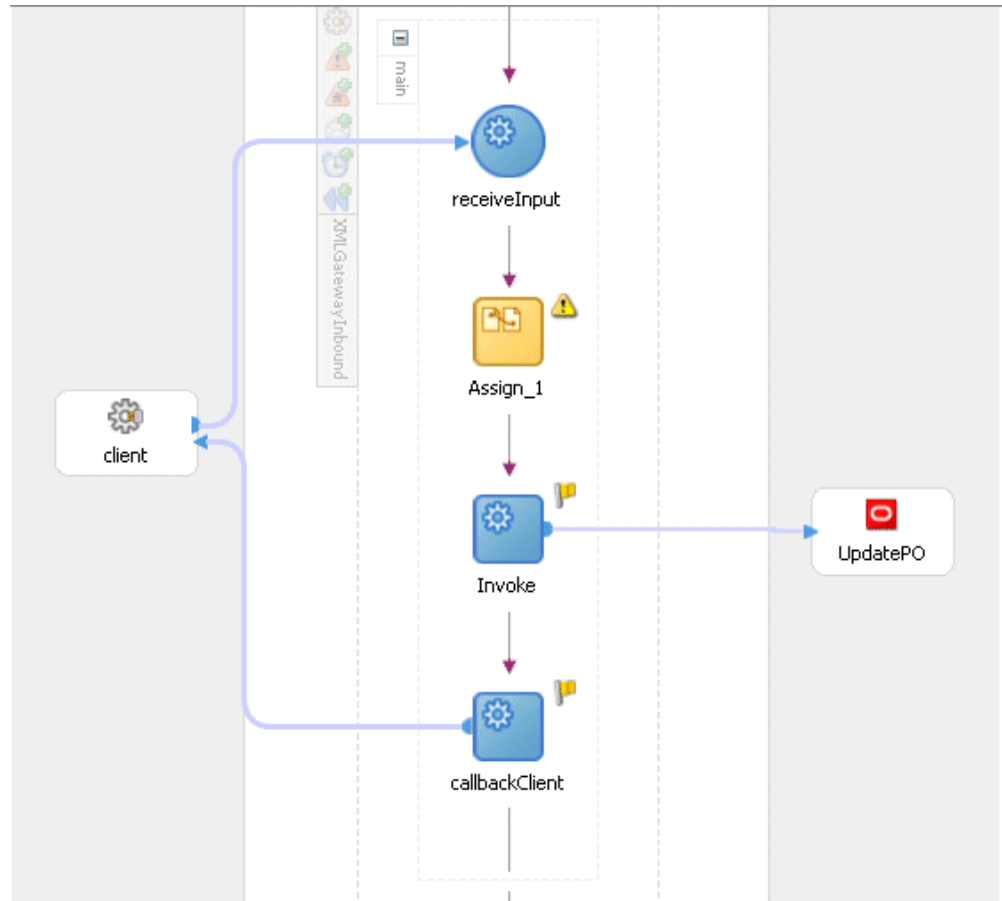 main
receiveInput
XMLGatewayInbound
Assign_1
client
Invoke
UpdatePO
callbackClient